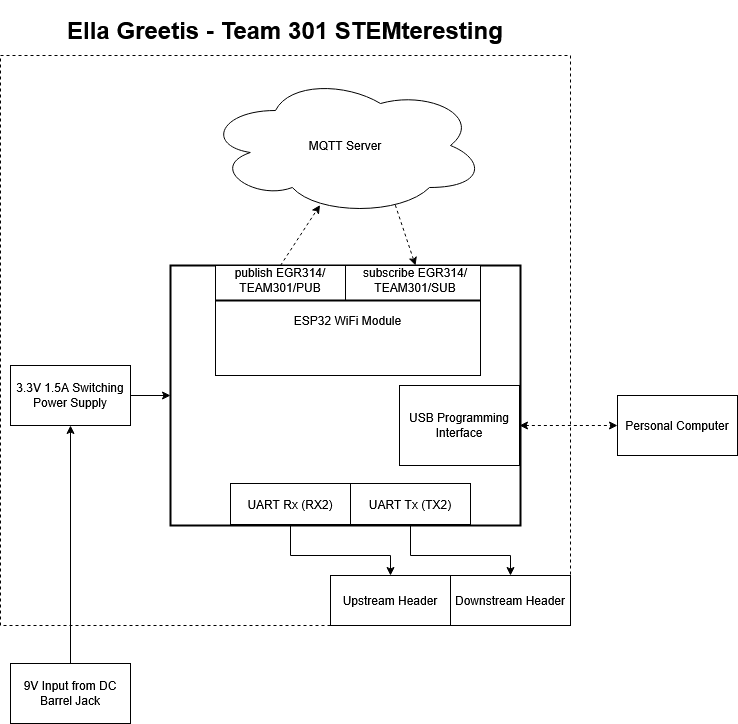 Ella Greetis - Team 301 STEMteresting
MQTT Server
publish EGR314/
TEAM301/PUB
subscribe EGR314/
TEAM301/SUB
ESP32 WiFi Module
3.3V 1.5A Switching
Power Supply
USB Programming
Interface
Personal Computer
UART Rx (RX2)
UART Tx (TX2)
Upstream Header
Downstream Header
9V Input from DC
Barrel Jack